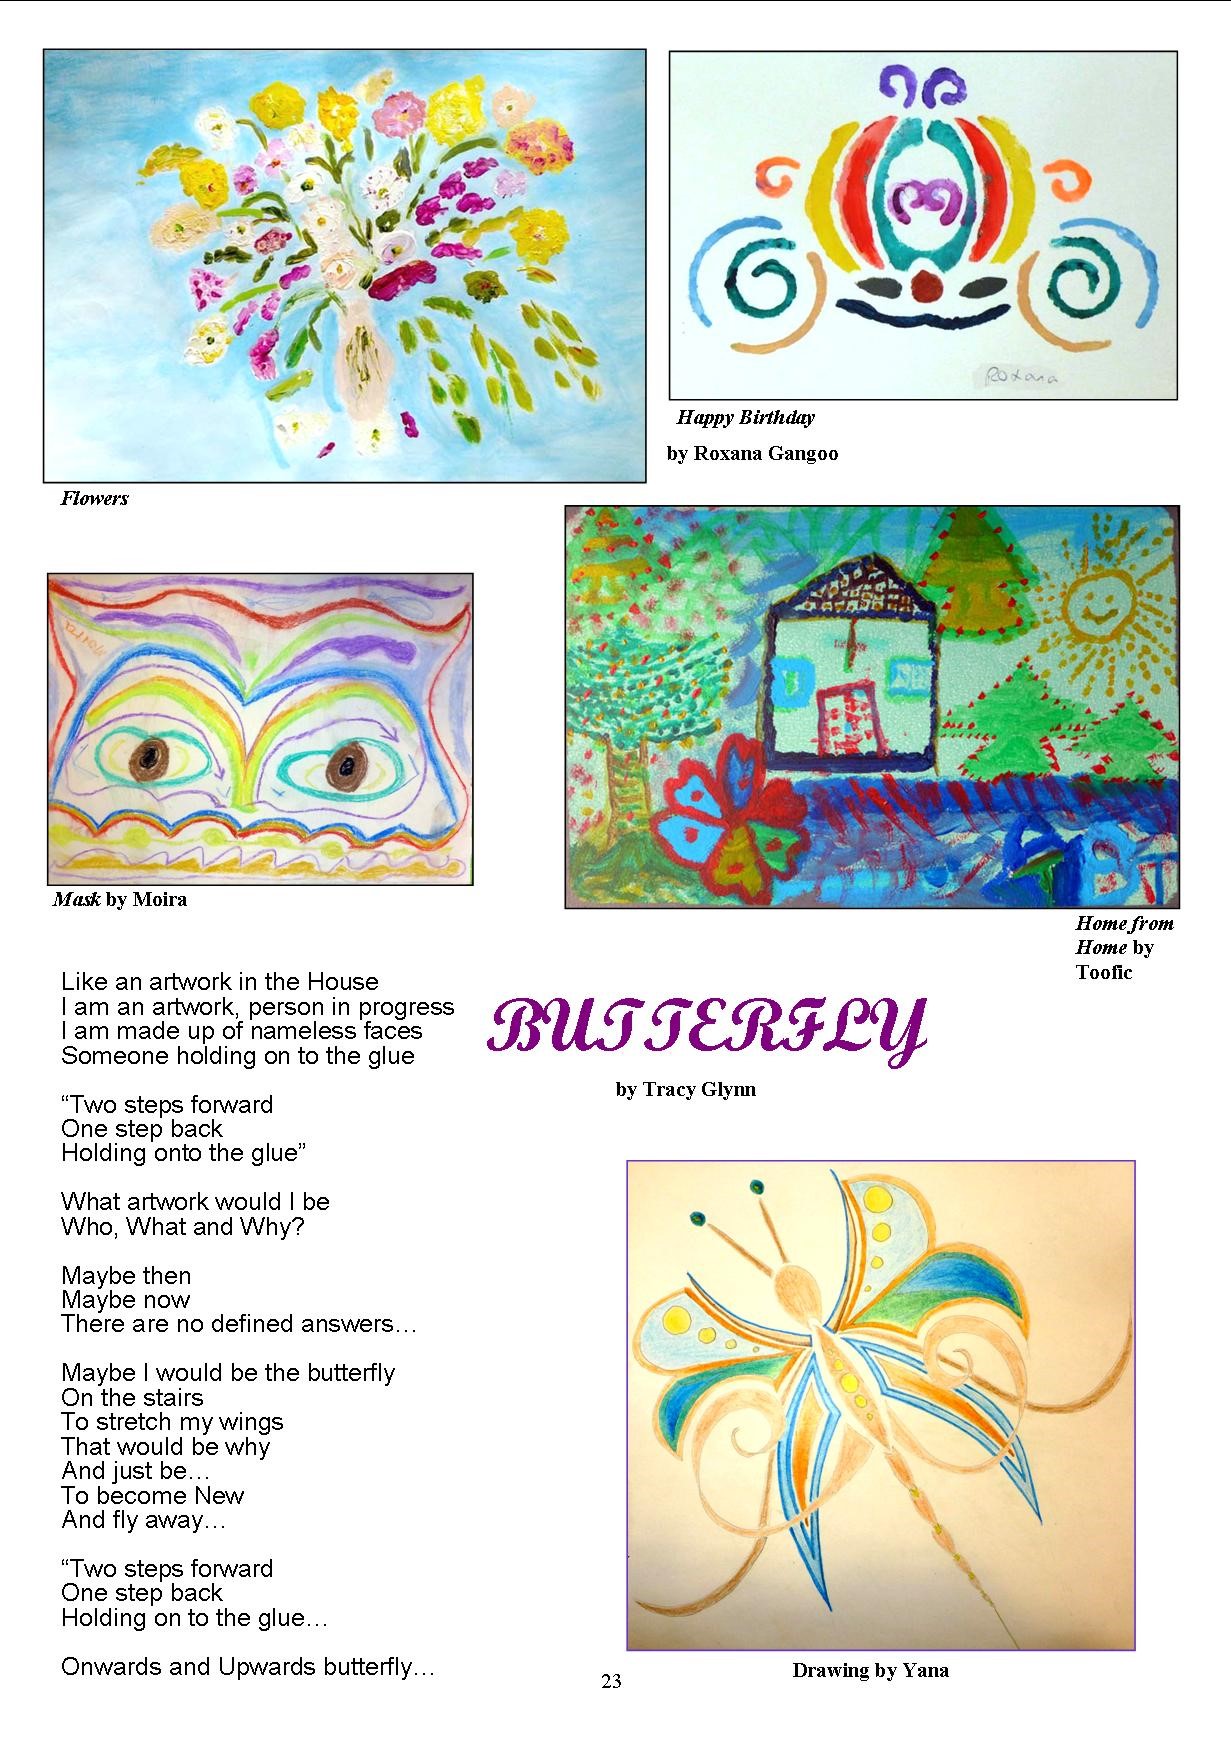 Flowers
Roxana
Happy Birthday
by Roxana Gangoo
Mask by Moira
ART
Home from
Home by
Toofic
BUTTERFLY
by Tracy Glynn
Like an artwork in the House
I am an artwork, person in progress
I am made up of nameless faces
Someone holding on to the glue
“Two steps forward
One step back
Holding onto the glue”
What artwork would I be
Who, What and Why?
Maybe then
Maybe now
There are no defined answers…
Maybe I would be the butterfly
On the stairs
To stretch my wings
That would be why
And just be…
To become New
And fly away…
“Two steps forward
One step back
Holding on to the glue…
Onwards and Upwards butterfly…
Drawing by Yana
23